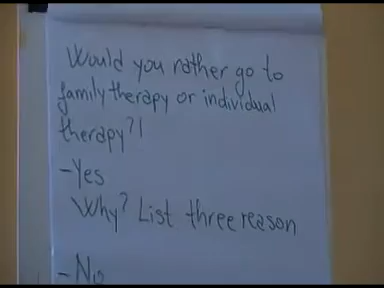 Would you rather go to
family therapy or individual
therapy?!
-Yes
Why? List three reason
-No